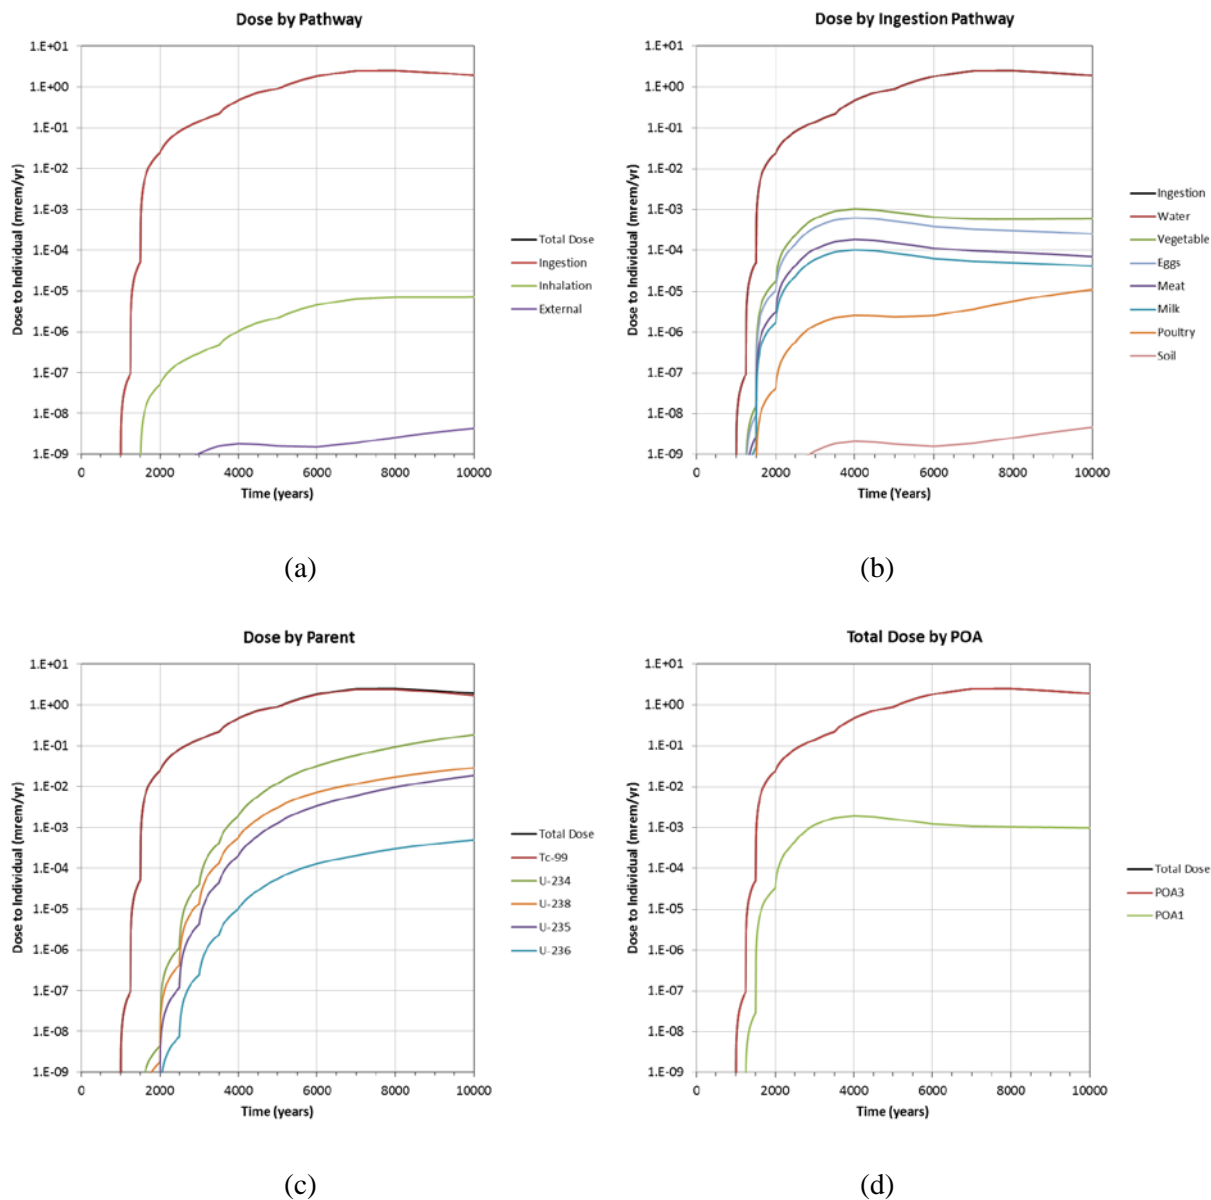 Dose by Pathway
1.E+01
1.E+00
1.E-01
1.E-02
1.E-03
1.E-04
1.E-05
1.E-06
1.E-07
1.E-08
1.E-09
Dose to Individual (mrem/yr)
0 2000 4000 6000 8000 10000
Time (years)
Total Dose
Ingestion
Inhalation
External
(a)
Dose by Ingestion Pathway
1.E+01
1.E+00
1.E-01
1.E-02
1.E-03
1.E-04
1.E-05
1.E-06
1.E-07
1.E-08
1.E-09
Dose to Individual (mrem/yr)
0 2000 4000 6000 8000 10000
Time (Years)
Ingestion
Water
Vegetable
Eggs
Meat
Milk
Poultry
Soil
(b)
Dose by Parent
1.E+01
1.E+00
1.E-01
1.E-02
1.E-03
1.E-04
1.E-05
1.E-06
1.E-07
1.E-08
1.E-09
Dose to Individual (mrem/yr)
0 2000 4000 6000 8000 10000
Time (years)
Total Dose
Tc-99
U-234
U-238
U-235
U-236
(c)
Total Dose by POA
1.E+01
1.E+00
1.E-01
1.E-02
1.E-03
1.E-04
1.E-05
1.E-06
1.E-07
1.E-08
1.E-09
Dose to Individual (mrem/yr)
0 2000 4000 6000 8000 10000
Time (years)
Total Dose
POA3
POA1
(d)